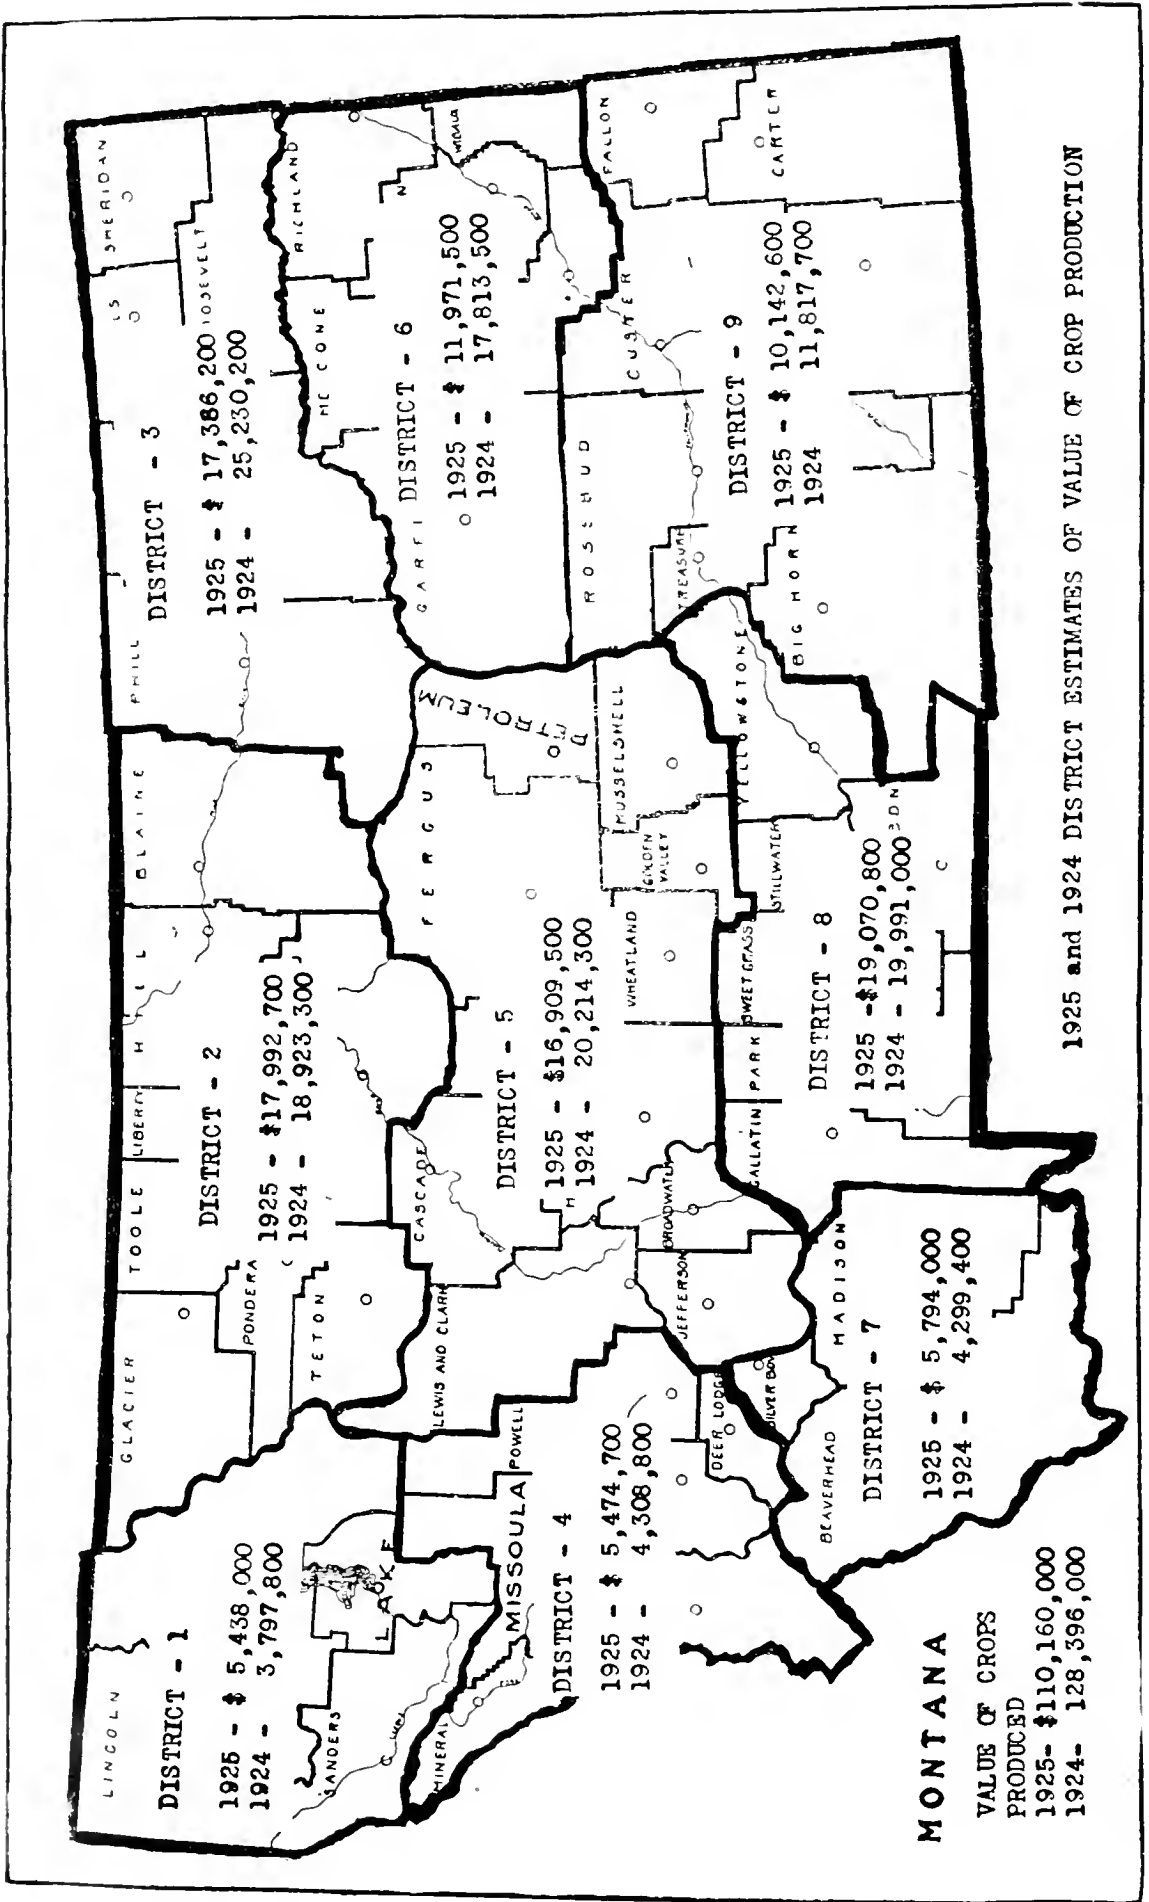 LINCOLN
DISTRICT - 1
1925 - $ 5,438,000
1924 - 3,797,800
SANDERS
LAKE
MINERAL
MISSOULA
POWELL
DISTRICT - 4
1925 - $ 5,474,700
1924 - 4,308,800
DEER LODGE
GLACIER
TOOLE
LIBERTY
HILL
BLAINE
PONDERA
TETON
DISTRICT - 2
1925 - $17,992,700
1924 - 18,923,300
PHILL
SHERIDAN
DISTRICT - 3
1925 - $ 17,386,200
1924 - 25,230,200
LEWIS AND CLARK
CASCADE
FERGUS
PETROLEUM
DISTRICT - 5
1925 - $16,909,500
1924 - 20,214,300
WHEATLAND
GOLDEN
VALLEY
MUSSELSHELL
BROADWATER
JEFFERSON
MC CONE
RICHLAND
GARFI
DISTRICT - 6
1925 - $ 11,971,500
1924 - 17,813,500
WIBAUX
SILVER BOW
BEAVERHEAD
MADISON
DISTRICT - 7
1925 - $ 5,794,000
1924 - 4,299,400
GALLATIN
PARK
SWEET GRASS
STILLWATER
YELLOWSTONE
DISTRICT - 8
1925 -$19,070,800
1924 - 19,991,000
C
ROSEBUD
TREASURE
CUSTER
FALLON
BIG HORN
CARTER
DISTRICT - 9
1925 - $ 10,142,600
1924 11,817,700
MONTANA
VALUE OF CROPS
PRODUCED
1925- $110,160,000
1924- 128,396,000
1925 and 1924 DISTRICT ESTIMATES OF VALUE OF CROP PRODUCTION